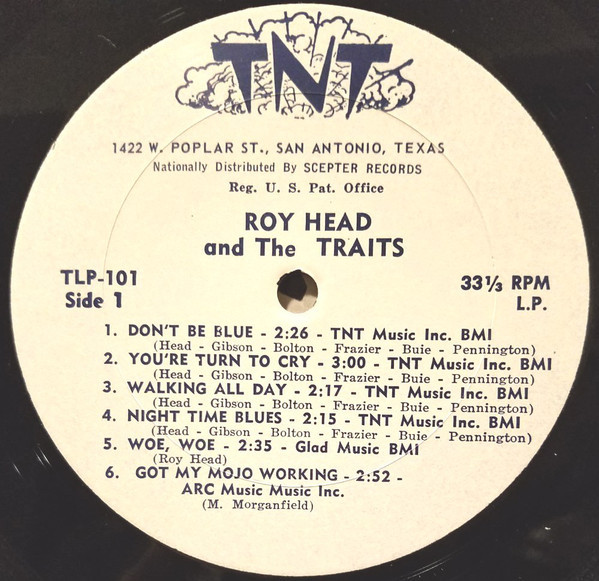 TNT
1422 W. POPLAR ST., SAN ANTONIO, TEXAS
Nationally Distributed By SCEPTER RECORDS
Reg. U. S. Pat. Office
ROY HEAD
and The TRAITS
TLP-101
Side 1
33⅓ RPM
L.P.
1. DON'T BE BLUE - 2:26 - TNT Music Inc. BMI
(Head - Gibson - Bolton - Frazier - Buie - Pennington)
2. YOU'RE TURN TO CRY - 3:00 - TNT Music Inc. BMI
(Head - Gibson - Bolton - Frazier - Buie - Pennington)
3. WALKING ALL DAY - 2:17 - TNT Music Inc. BMI
(Head - Gibson - Bolton - Frazier - Buie - Pennington)
4. NIGHT TIME BLUES - 2:15 - TNT Music Inc. BMI
(Head - Gibson - Bolton - Frazier - Buie - Pennington)
5. WOE, WOE - 2:35 - Glad Music BMI
(Roy Head)
6. GOT MY MOJO WORKING - 2:52 -
ARC Music Music Inc.
(M. Morganfield)